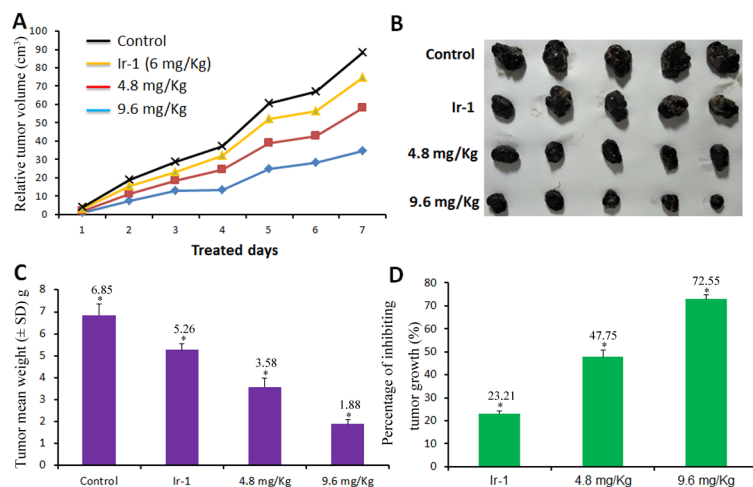 A
Relative tumor volume (cm³)
100
90
80
70
60
50
40
30
20
10
0
Control
Ir-1 (6 mg/Kg)
4.8 mg/Kg
9.6 mg/Kg
1 2 3 4 5 6 7
Treated days
B
Control
Ir-1
4.8 mg/Kg
9.6 mg/Kg
C
Tumor mean weight (± SD) g
8
7
6
5
4
3
2
1
0
6.85
*
5.26
*
3.58
*
1.88
*
Control Ir-1 4.8 mg/Kg 9.6 mg/Kg
D
Percentage of inhibiting
tumor growth (%)
80
70
60
50
40
30
20
10
0
23.21
*
47.75
*
72.55
*
Ir-1 4.8 mg/Kg 9.6 mg/Kg